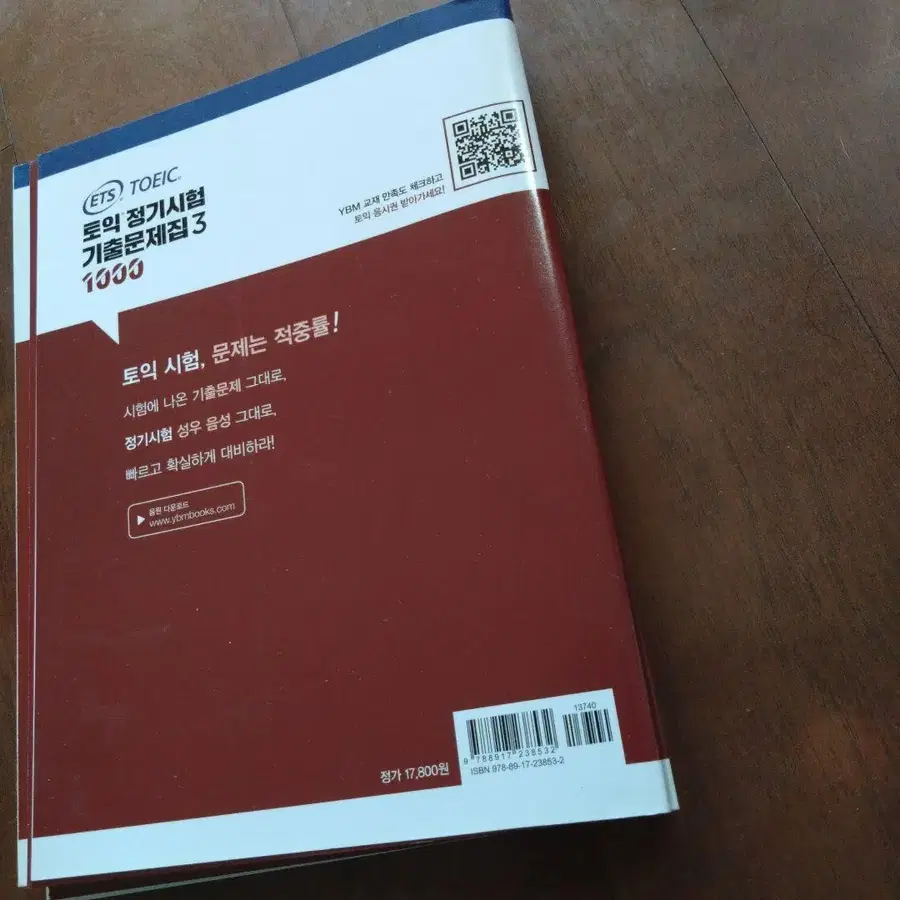 ETS TOEIC
토익 정기시험
기출문제집 3
1000
YBM 교재 만족도 체크하고
토익 응시권 받아가세요!
토익 시험, 문제는 적중률!
시험에 나온 기출문제 그대로,
정기시험 성우 음성 그대로,
빠르고 확실하게 대비하라!
음원 다운로드
www.ybmbooks.com
정가 17,800원
13740
9 788917 238532
ISBN 978-89-17-23853-2